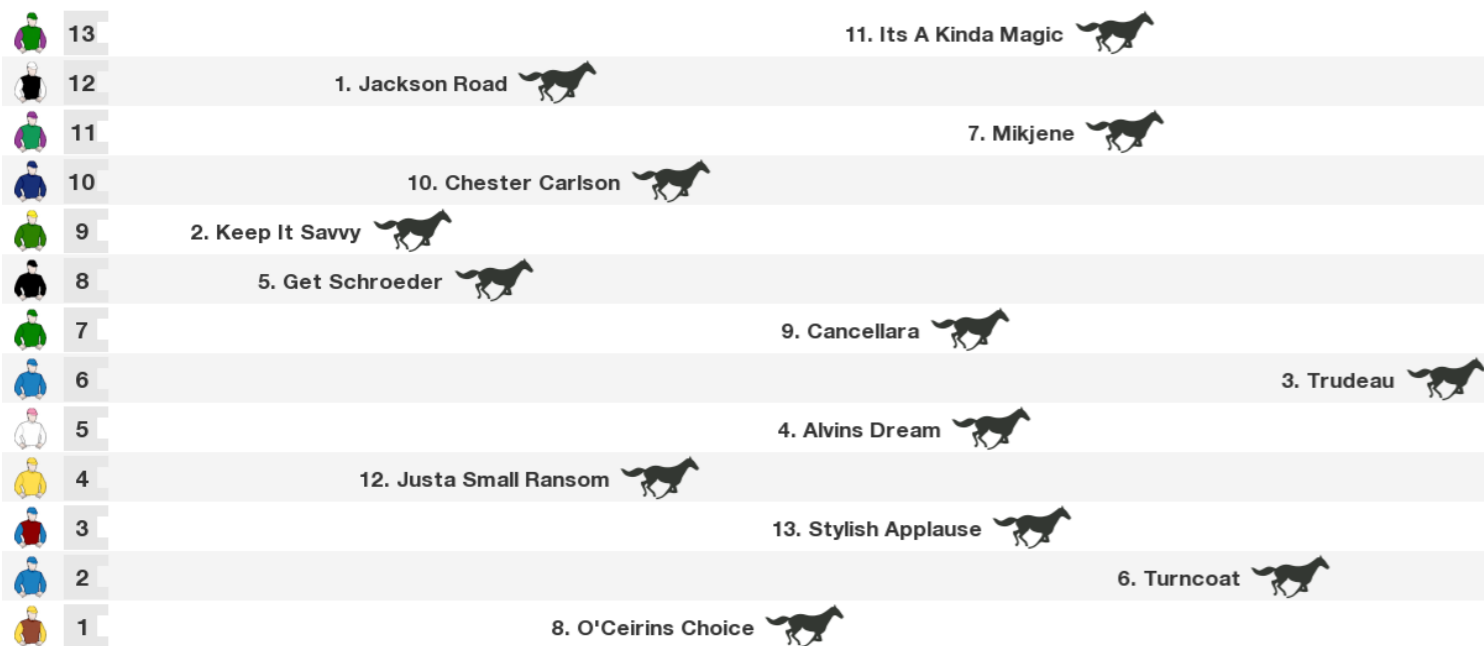 13 11. Its A Kinda Magic
12 1. Jackson Road
11 7. Mikjene
10 10. Chester Carlson
9 2. Keep It Savvy
8 5. Get Schroeder
7 9. Cancellara
6 3. Trudeau
5 4. Alvins Dream
4 12. Justa Small Ransom
3 13. Stylish Applause
2 6. Turncoat
1 8. O'Ceirins Choice